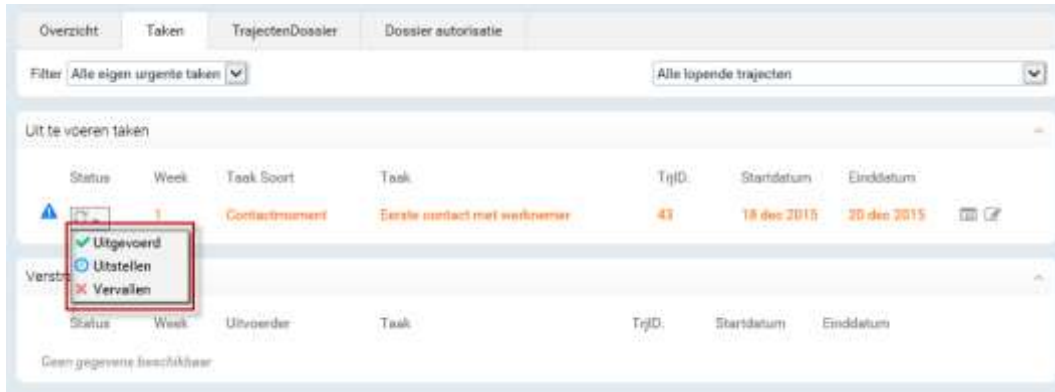 Overzicht Taken TrajectenDossier Dossier autorisatie
Filter Alle eigen urgente taken Alle lopende trajecten
Uit te voeren taken
Status Week Taak Soort Taak TrjID. Startdatum Einddatum
1 Contactmoment Eerste contact met werknemer 43 18 dec 2015 20 dec 2015
Uitgevoerd
Uitstellen
Verst
Vervallen
Status Week Uitvoerder Taak TrjID. Startdatum Einddatum
Geen gegevens beschikbaar